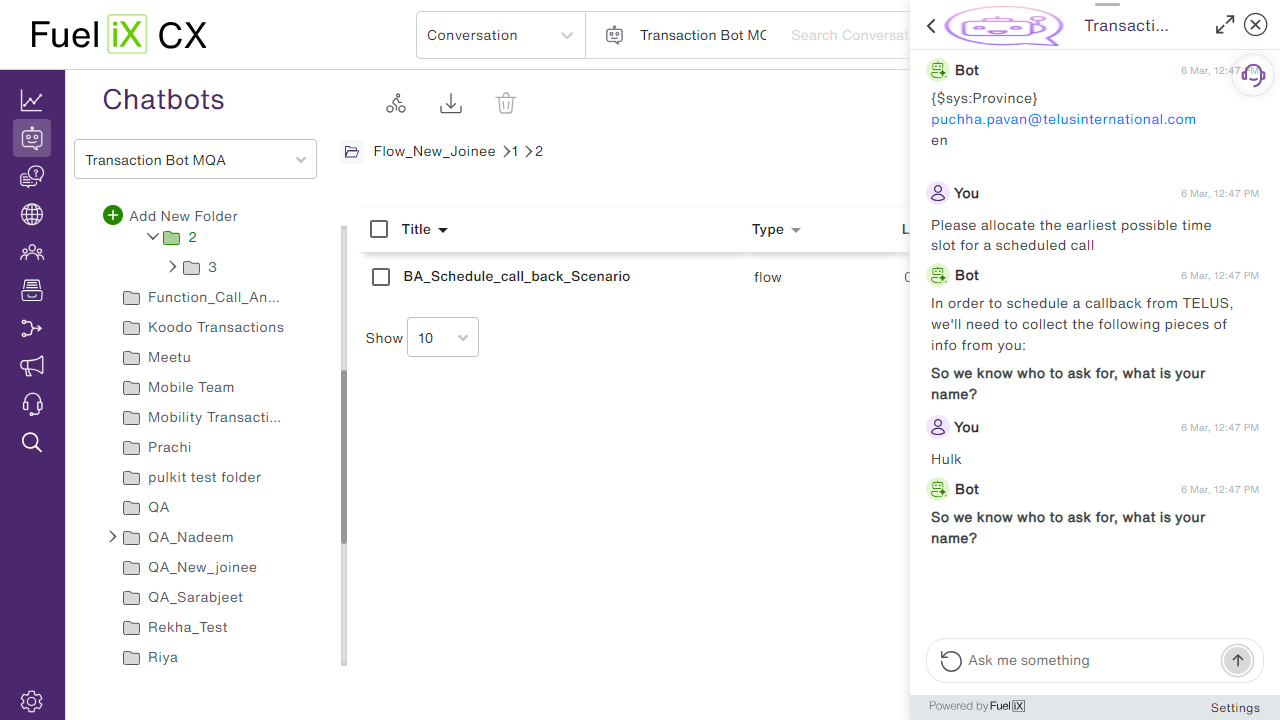 Fuel iX CX
Conversation
Transaction Bot MQ
Search Conversat
Chatbots
Transaction Bot MQA
Flow_New_Joinee > 1 > 2
Add New Folder
2
3
Function_Call_An...
Koodo Transactions
Meetu
Mobile Team
Mobility Transacti...
Prachi
pulkit test folder
QA
QA_Nadeem
QA_New_joinee
QA_Sarabjeet
Rekha_Test
Riya
Title
Type
L
BA_Schedule_call_back_Scenario
flow
Show 10
Transacti...
Bot 6 Mar, 12:47 PM
{$sys:Province}
puchha.pavan@telusinternational.com
en
You 6 Mar, 12:47 PM
Please allocate the earliest possible time
slot for a scheduled call
Bot 6 Mar, 12:47 PM
In order to schedule a callback from TELUS,
we'll need to collect the following pieces of
info from you:
So we know who to ask for, what is your
name?
You 6 Mar, 12:47 PM
Hulk
Bot 6 Mar, 12:47 PM
So we know who to ask for, what is your
name?
Ask me something
Powered by Fuel iX
Settings